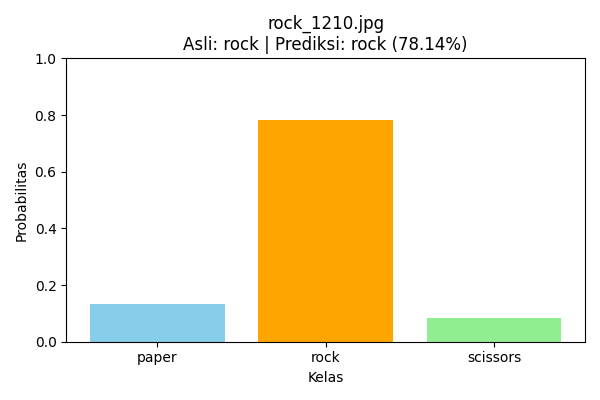 rock_1210.jpg
Asli: rock | Prediksi: rock (78.14%)
1.0
0.8
0.6
0.4
0.2
0.0
Probabilitas
paper
rock
scissors
Kelas